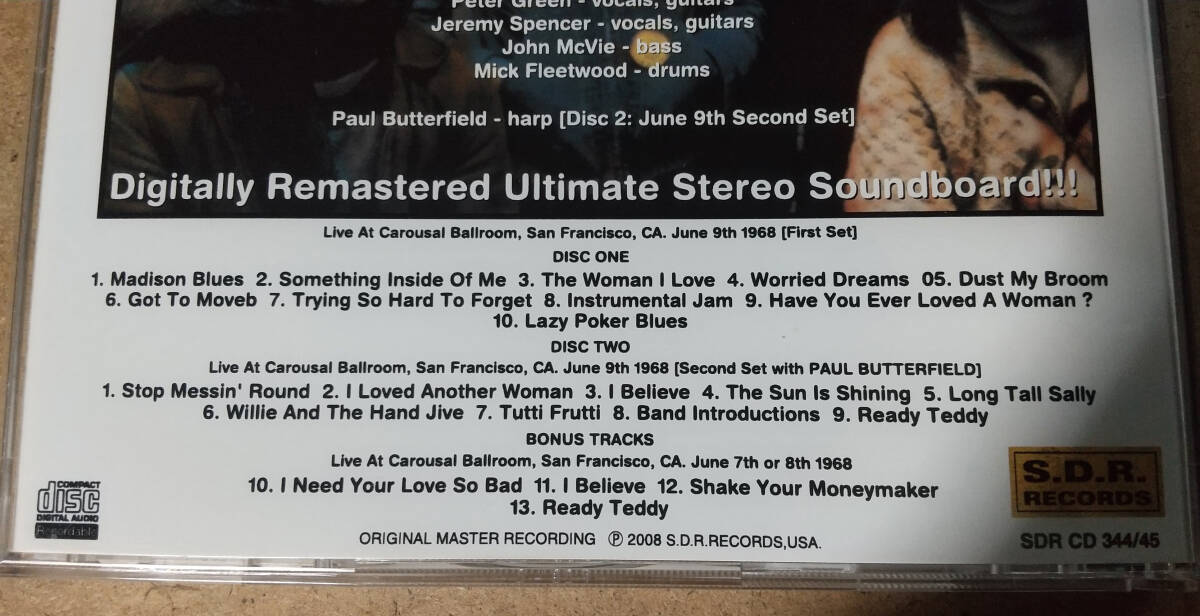 Peter Green - vocals, guitars
Jeremy Spencer - vocals, guitars
John McVie - bass
Mick Fleetwood - drums
Paul Butterfield - harp [Disc 2: June 9th Second Set]
Digitally Remastered Ultimate Stereo Soundboard!!!
Live At Carousal Ballroom, San Francisco, CA. June 9th 1968 [First Set]
DISC ONE
1. Madison Blues 2. Something Inside Of Me 3. The Woman I Love 4. Worried Dreams 05. Dust My Broom
6. Got To Moveb 7. Trying So Hard To Forget 8. Instrumental Jam 9. Have You Ever Loved A Woman ?
10. Lazy Poker Blues
DISC TWO
Live At Carousal Ballroom, San Francisco, CA. June 9th 1968 [Second Set with PAUL BUTTERFIELD]
1. Stop Messin' Round 2. I Loved Another Woman 3. I Believe 4. The Sun Is Shining 5. Long Tall Sally
6. Willie And The Hand Jive 7. Tutti Frutti 8. Band Introductions 9. Ready Teddy
BONUS TRACKS
Live At Carousal Ballroom, San Francisco, CA. June 7th or 8th 1968
10. I Need Your Love So Bad 11. I Believe 12. Shake Your Moneymaker
13. Ready Teddy
COMPACT
disc
DIGITAL AUDIO
Recordable
S.D.R.
RECORDS
ORIGINAL MASTER RECORDING Ⓟ 2008 S.D.R.RECORDS,USA.
SDR CD 344/45